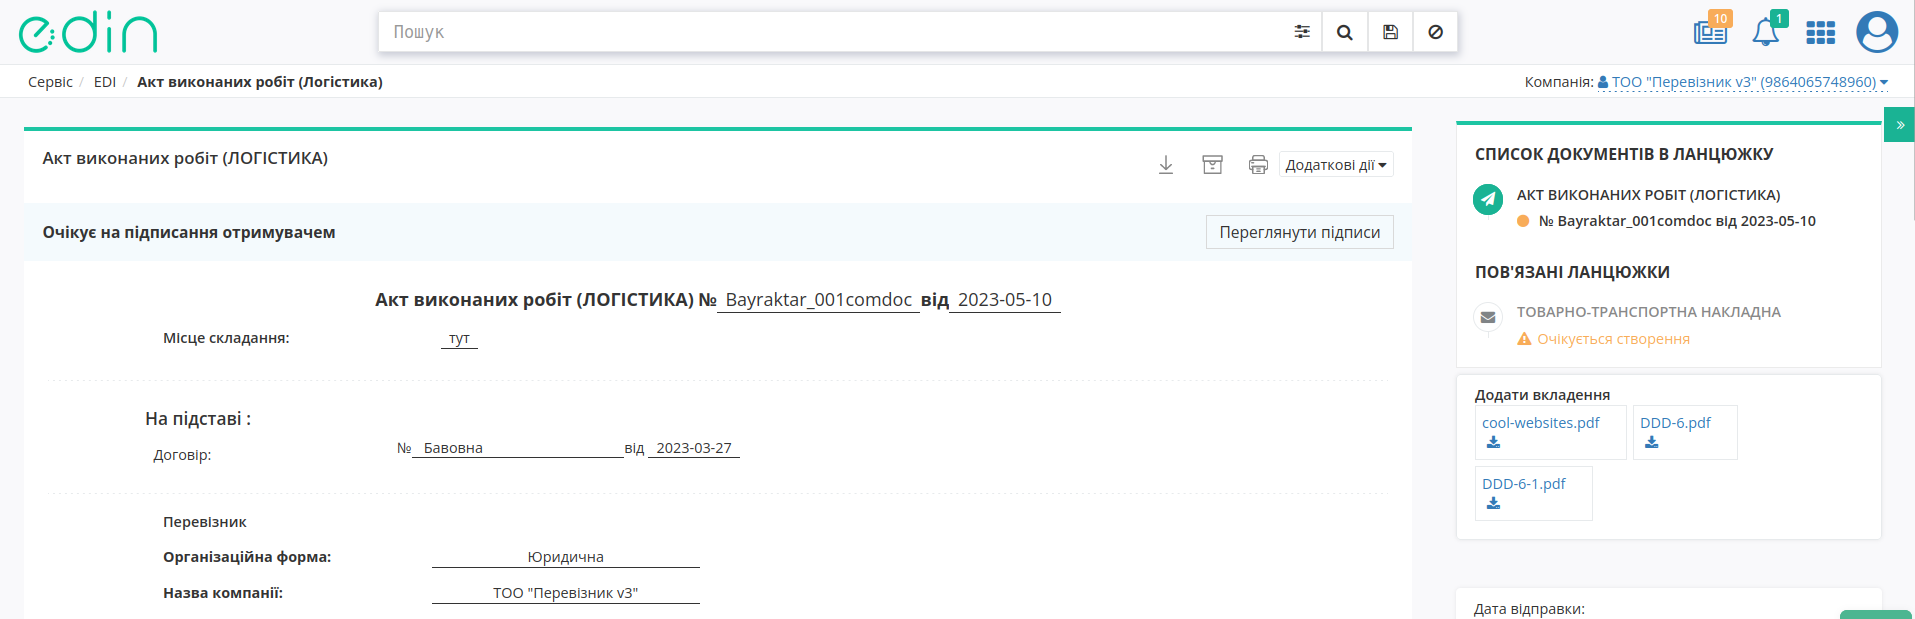 edin
Пошук
10
1
Сервіс / EDI / Акт виконаних робіт (Логістика)
Компанія: ТОО "Перевізник v3" (9864065748960)
Акт виконаних робіт (ЛОГІСТИКА)
Додаткові дії
Очікує на підписання отримувачем
Переглянути підписи
Акт виконаних робіт (ЛОГІСТИКА) № Bayraktar_001comdoc від 2023-05-10
Місце складання: тут
На підставі :
Договір: № Бавовна від 2023-03-27
Перевізник
Організаційна форма: Юридична
Назва компанії: ТОО "Перевізник v3"
»
СПИСОК ДОКУМЕНТІВ В ЛАНЦЮЖКУ
АКТ ВИКОНАНИХ РОБІТ (ЛОГІСТИКА)
№ Bayraktar_001comdoc від 2023-05-10
ПОВ'ЯЗАНІ ЛАНЦЮЖКИ
ТОВАРНО-ТРАНСПОРТНА НАКЛАДНА
Очікується створення
Додати вкладення
cool-websites.pdf DDD-6.pdf
DDD-6-1.pdf
Дата відправки: